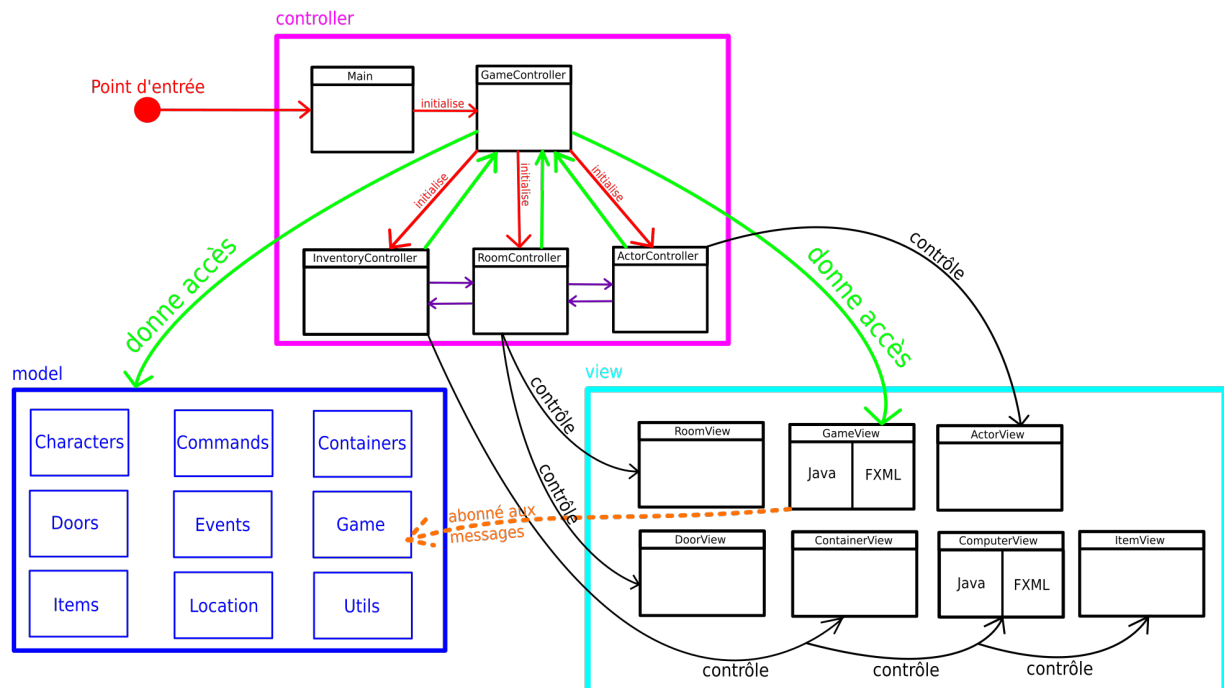 controller
Point d'entrée
Main
initialise
GameController
initialise
initialise
initialise
InventoryController
RoomController
ActorController
donne accès
donne accès
contrôle
model
Characters
Commands
Containers
Doors
Events
Game
Items
Location
Utils
abonné aux
messages
contrôle
contrôle
view
RoomView
GameView
Java
FXML
ActorView
DoorView
ContainerView
ComputerView
Java
FXML
ItemView
contrôle
contrôle
contrôle